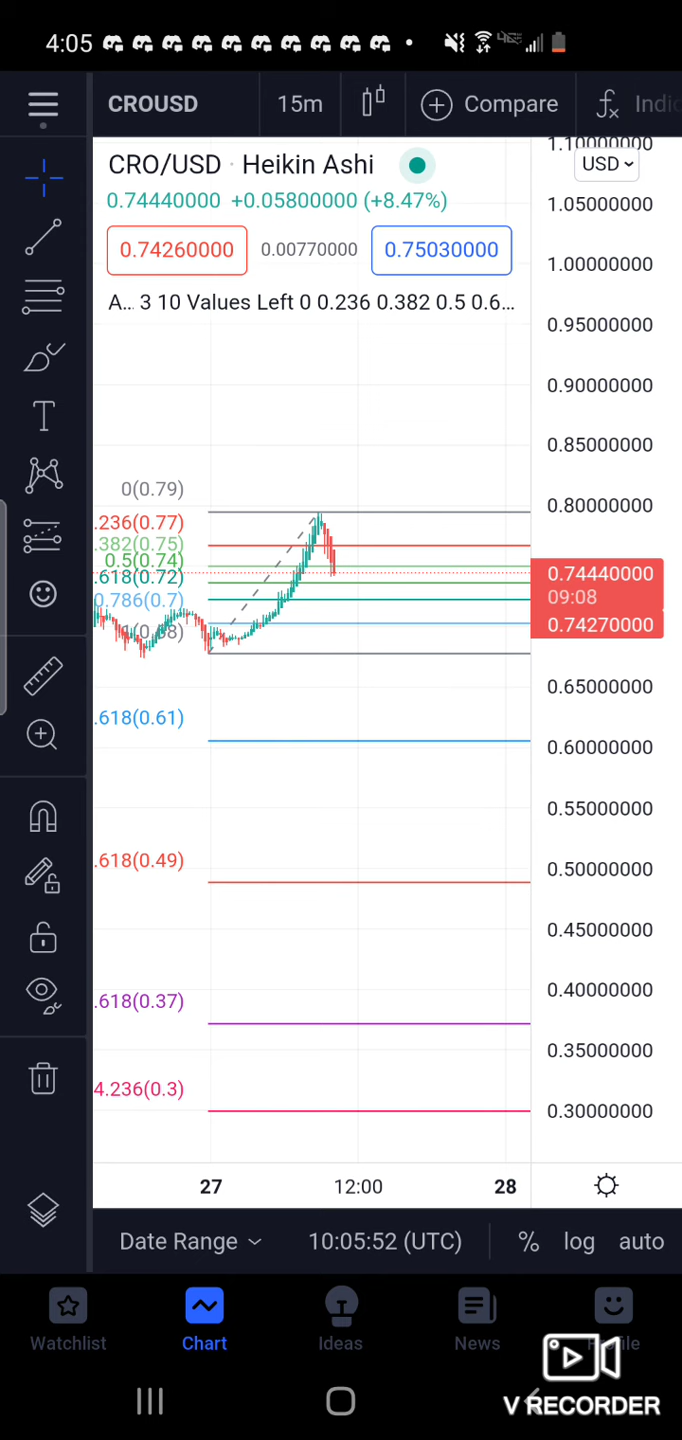 4:05
CROUSD 15m Compare Indi
CRO/USD · Heikin Ashi
USD
0.74440000 +0.05800000 (+8.47%)
0.74260000 0.00770000 0.75030000
A... 3 10 Values Left 0 0.236 0.382 0.5 0.6...
1.10000000
1.05000000
1.00000000
0.95000000
0.90000000
0.85000000
0.80000000
0.74440000
09:08
0.74270000
0.65000000
0.60000000
0.55000000
0.50000000
0.45000000
0.40000000
0.35000000
0.30000000
0(0.79)
.236(0.77)
.382(0.75)
0.5(0.74)
.618(0.72)
0.786(0.7)
.618(0.61)
.618(0.49)
.618(0.37)
4.236(0.3)
27 12:00 28
Date Range 10:05:52 (UTC) % log auto
Watchlist Chart Ideas News
V RECORDER